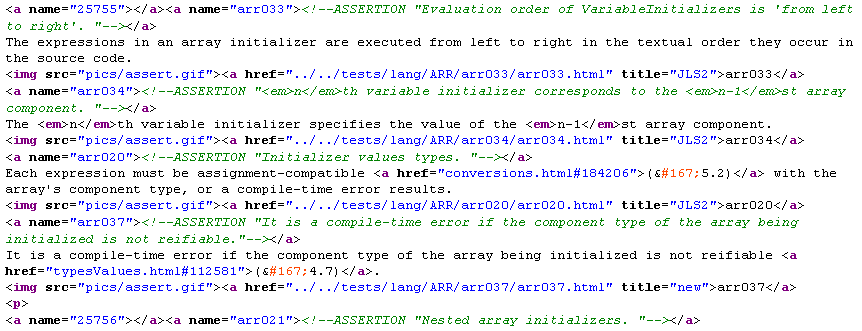 <a name="25755"></a><a name="arr033"><!--ASSERTION "Evaluation order of VariableInitializers is 'from left
to right'. "--></a>
The expressions in an array initializer are executed from left to right in the textual order they occur in
the source code.
<img src="pics/assert.gif"><a href="../../tests/lang/ARR/arr033/arr033.html" title="JLS2">arr033</a>
<a name="arr034"><!--ASSERTION "<em>n</em>th variable initializer corresponds to the <em>n-1</em>st array
component. "--></a>
The <em>n</em>th variable initializer specifies the value of the <em>n-1</em>st array component.
<img src="pics/assert.gif"><a href="../../tests/lang/ARR/arr034/arr034.html" title="JLS2">arr034</a>
<a name="arr020"><!--ASSERTION "Initializer values types. "--></a>
Each expression must be assignment-compatible <a href="conversions.html#184206">(&#167;5.2)</a> with the
array's component type, or a compile-time error results.
<img src="pics/assert.gif"><a href="../../tests/lang/ARR/arr020/arr020.html" title="JLS2">arr020</a>
<a name="arr037"><!--ASSERTION "It is a compile-time error if the component type of the array being
initialized is not reifiable."--></a>
It is a compile-time error if the component type of the array being initialized is not reifiable <a
href="typesValues.html#112581">(&#167;4.7)</a>.
<img src="pics/assert.gif"><a href="../../tests/lang/ARR/arr037/arr037.html" title="new">arr037</a>
<p>
<a name="25756"></a><a name="arr021"><!--ASSERTION "Nested array initializers. "--></a>